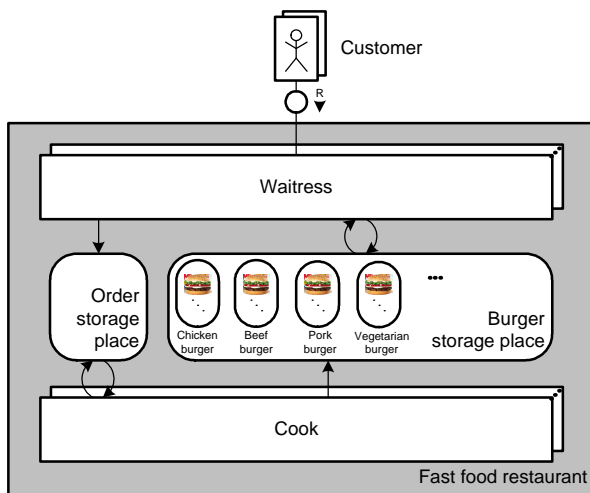 Customer
R
Waitress
Order
storage
place
Chicken
burger
Beef
burger
Pork
burger
Vegetarian
burger
...
Burger
storage place
Cook
Fast food restaurant